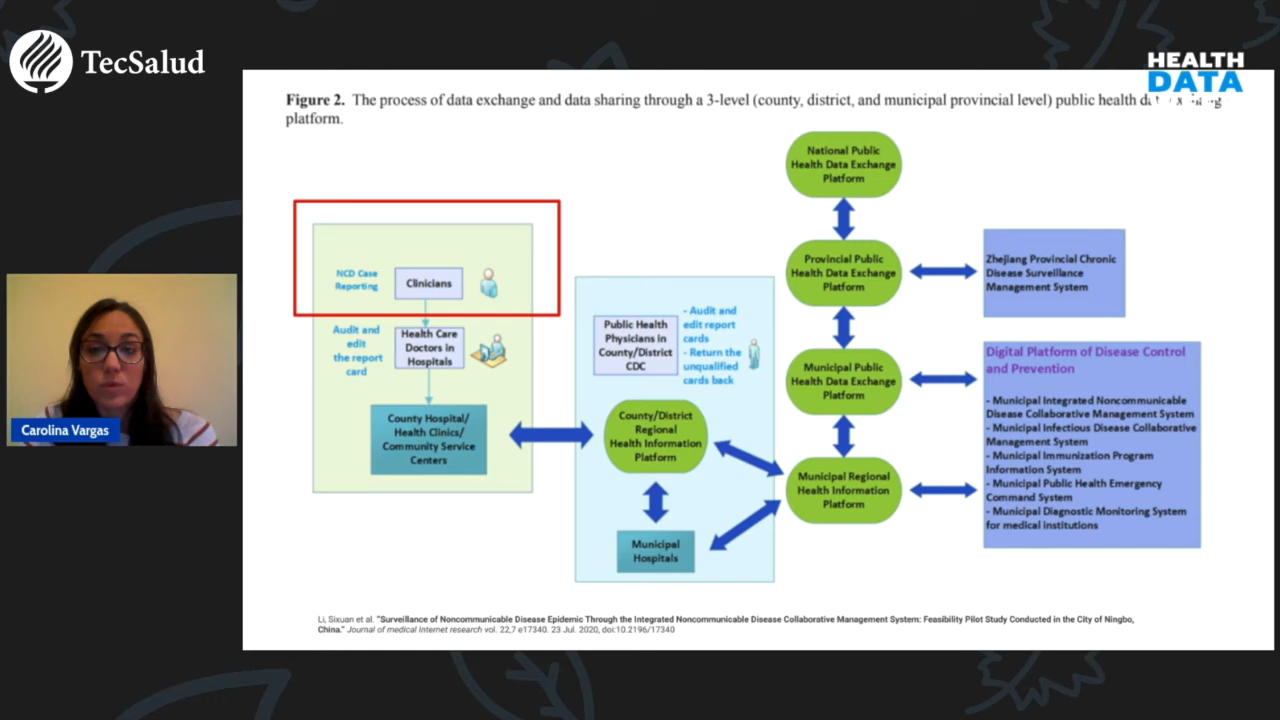 TecSalud
HEALTH
DATA
Figure 2. The process of data exchange and data sharing through a 3-level (county, district, and municipal provincial level) public health
platform.
National Public
Health Data Exchange
Platform
NCD Case
Reporting
Clinicians
Provincial Public
Health Data Exchange
Platform
Zhejiang Provincial Chronic
Disease Surveillance
Management System
Audit and
edit
the report
card
Health Care
Doctors in
Hospitals
Public Health
Physicians in
County/District
CDC
- Audit and
edit report
cards
- Return the
unqualified
cards back
Municipal Public
Health Data Exchange
Platform
Digital Platform of Disease Control
and Prevention
- Municipal Integrated Noncommunicable
Disease Collaborative Management System
- Municipal Infectious Disease Collaborative
Management System
- Municipal Immunization Program
Information System
- Municipal Public Health Emergency
Command System
- Municipal Diagnostic Monitoring System
for medical institutions
County Hospital/
Health Clinics/
Community Service
Centers
County/District
Regional
Health Information
Platform
Municipal Regional
Health Information
Platform
Municipal
Hospitals
Carolina Vargas
Li, Sixuan et al. "Surveillance of Noncommunicable Disease Epidemic Through the Integrated Noncommunicable Disease Collaborative Management System: Feasibility Pilot Study Conducted in the City of Ningbo,
China." Journal of medical Internet research vol. 22,7 e17340. 23 Jul. 2020, doi:10.2196/17340